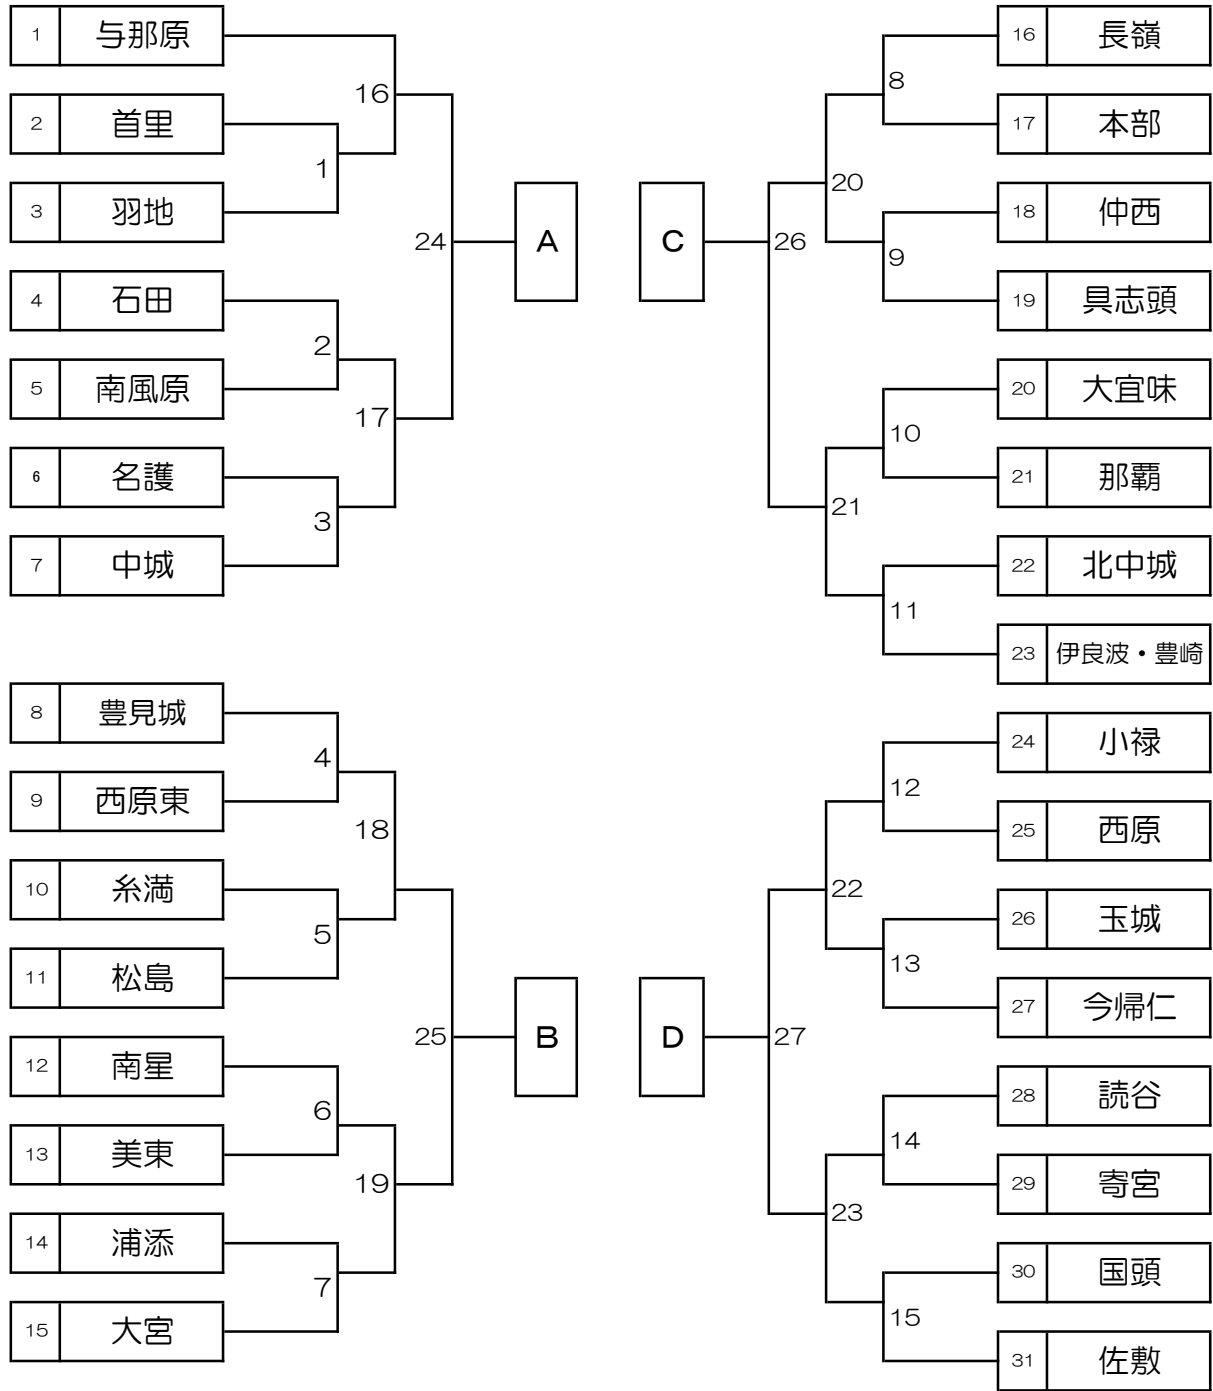 1 与那原
16
2 首里
1
3 羽地
24
A
4 石田
2
5 南風原
17
6 名護
3
7 中城
8 豊見城
4
9 西原東
18
10 糸満
5
11 松島
25
B
12 南星
6
13 美東
19
14 浦添
7
15 大宮
16 長嶺
8
17 本部
20
18 仲西
C
26
9
19 具志頭
20 大宜味
10
21 那覇
21
22 北中城
11
23 伊良波・豊崎
24 小禄
12
25 西原
22
26 玉城
13
27 今帰仁
D
27
28 読谷
14
29 寄宮
23
30 国頭
15
31 佐敷